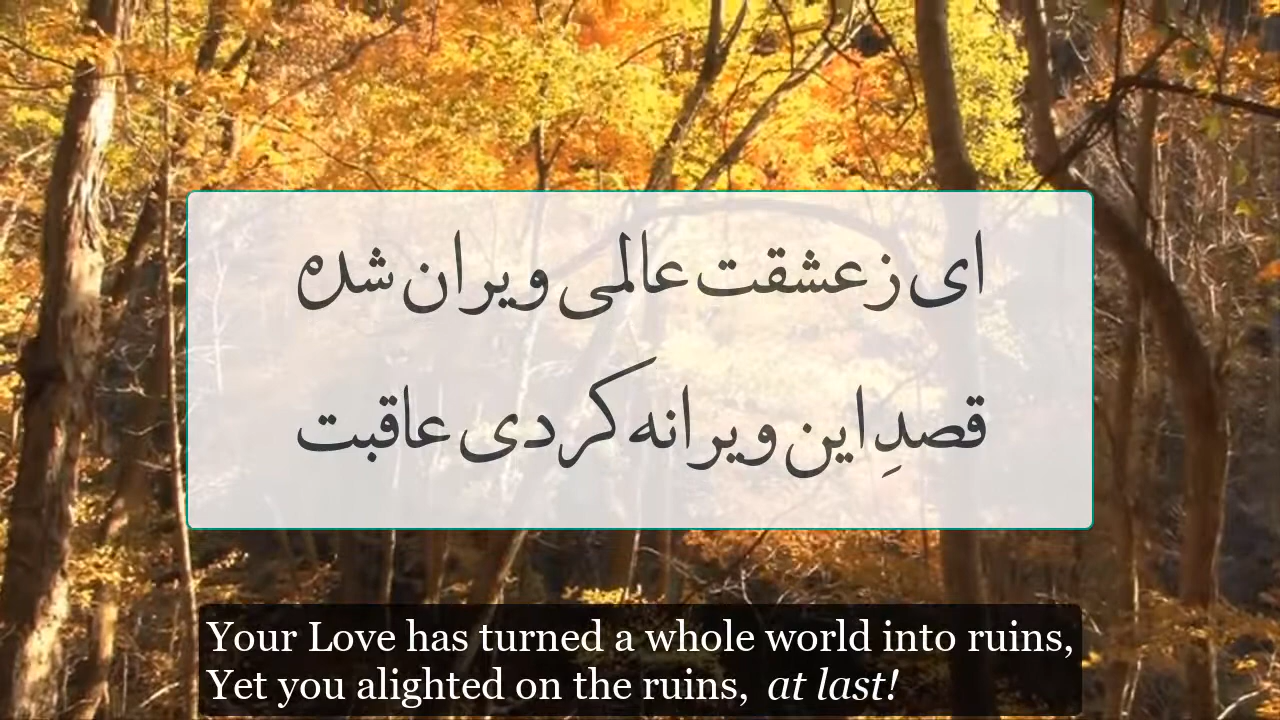 ای ز عشقت عالمی ویران شده
قصدِ این ویرانه کردی عاقبت
Your Love has turned a whole world into ruins,
Yet you alighted on the ruins, at last!